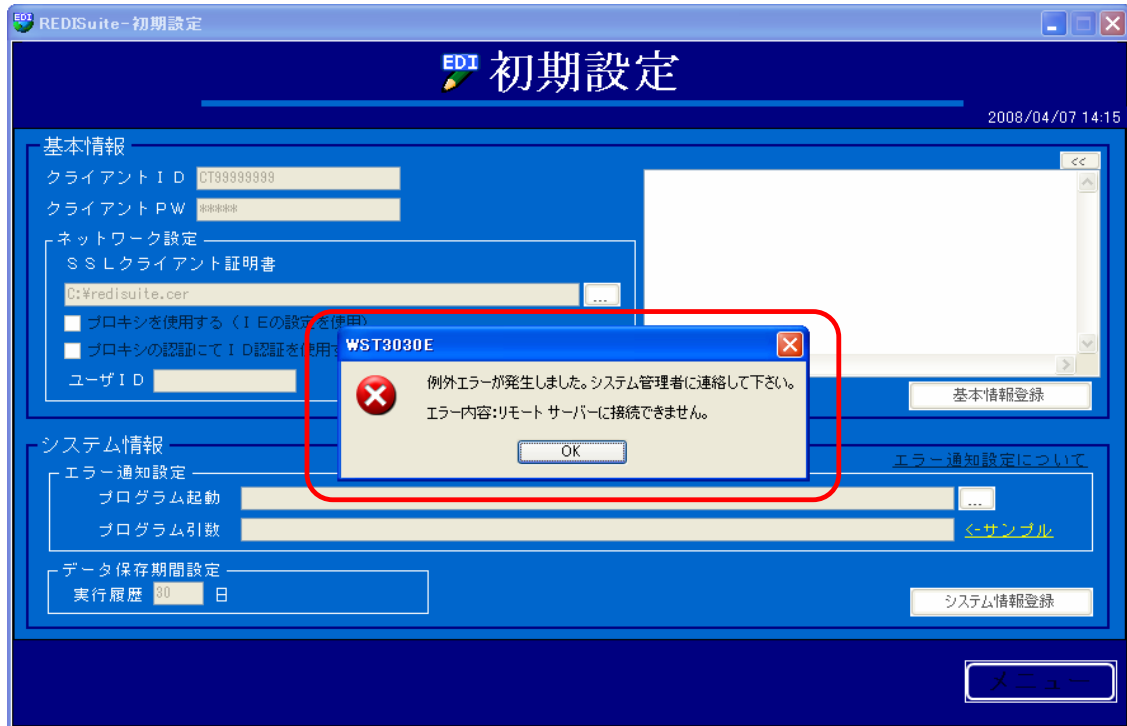 EDI REDISuite-初期設定
EDI 初期設定
2008/04/07 14:15
基本情報
<<
クライアントＩＤ CT99999999
クライアントＰＷ *****
ネットワーク設定
ＳＳＬクライアント証明書
C:¥redisuite.cer ...
プロキシを使用する（ＩＥの設定を使用）
プロキシの認証にてＩＤ認証を使用
ユーザＩＤ
WST3030E
例外エラーが発生しました。システム管理者に連絡して下さい。
エラー内容:リモート サーバーに接続できません。
OK
基本情報登録
システム情報
エラー通知設定について
エラー通知設定
プログラム起動 ...
プログラム引数 <-サンプル
データ保存期間設定
実行履歴 30 日
システム情報登録
メニュー